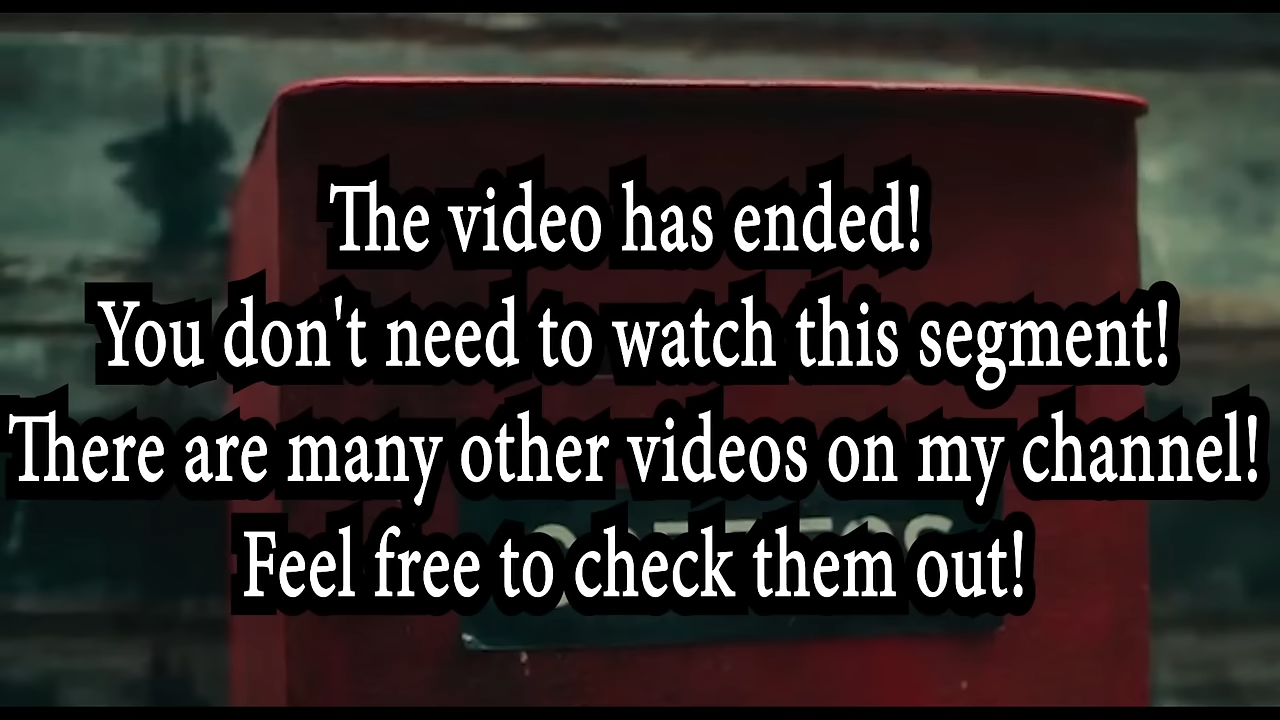 The video has ended!
You don't need to watch this segment!
There are many other videos on my channel!
Feel free to check them out!